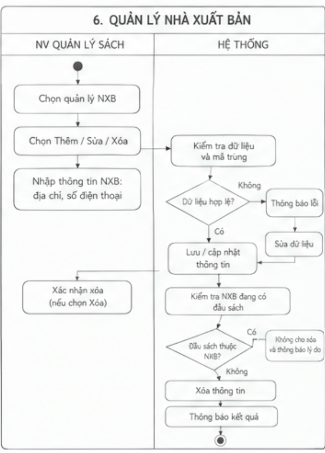 6. QUẢN LÝ NHÀ XUẤT BẢN
NV QUẢN LÝ SÁCH
HỆ THỐNG
Chọn quản lý NXB
Chọn Thêm / Sửa / Xóa
Kiểm tra dữ liệu
và mã trùng
Nhập thông tin NXB:
địa chỉ, số điện thoại
Không
Dữ liệu hợp lệ?
Thông báo lỗi
Có
Sửa dữ liệu
Lưu / cập nhật
thông tin
Xác nhận xóa
(nếu chọn Xóa)
Kiểm tra NXB đang có
đầu sách
Có
Đầu sách thuộc
NXB?
Không cho xóa
và thông báo lý do
Không
Xóa thông tin
Thông báo kết quả